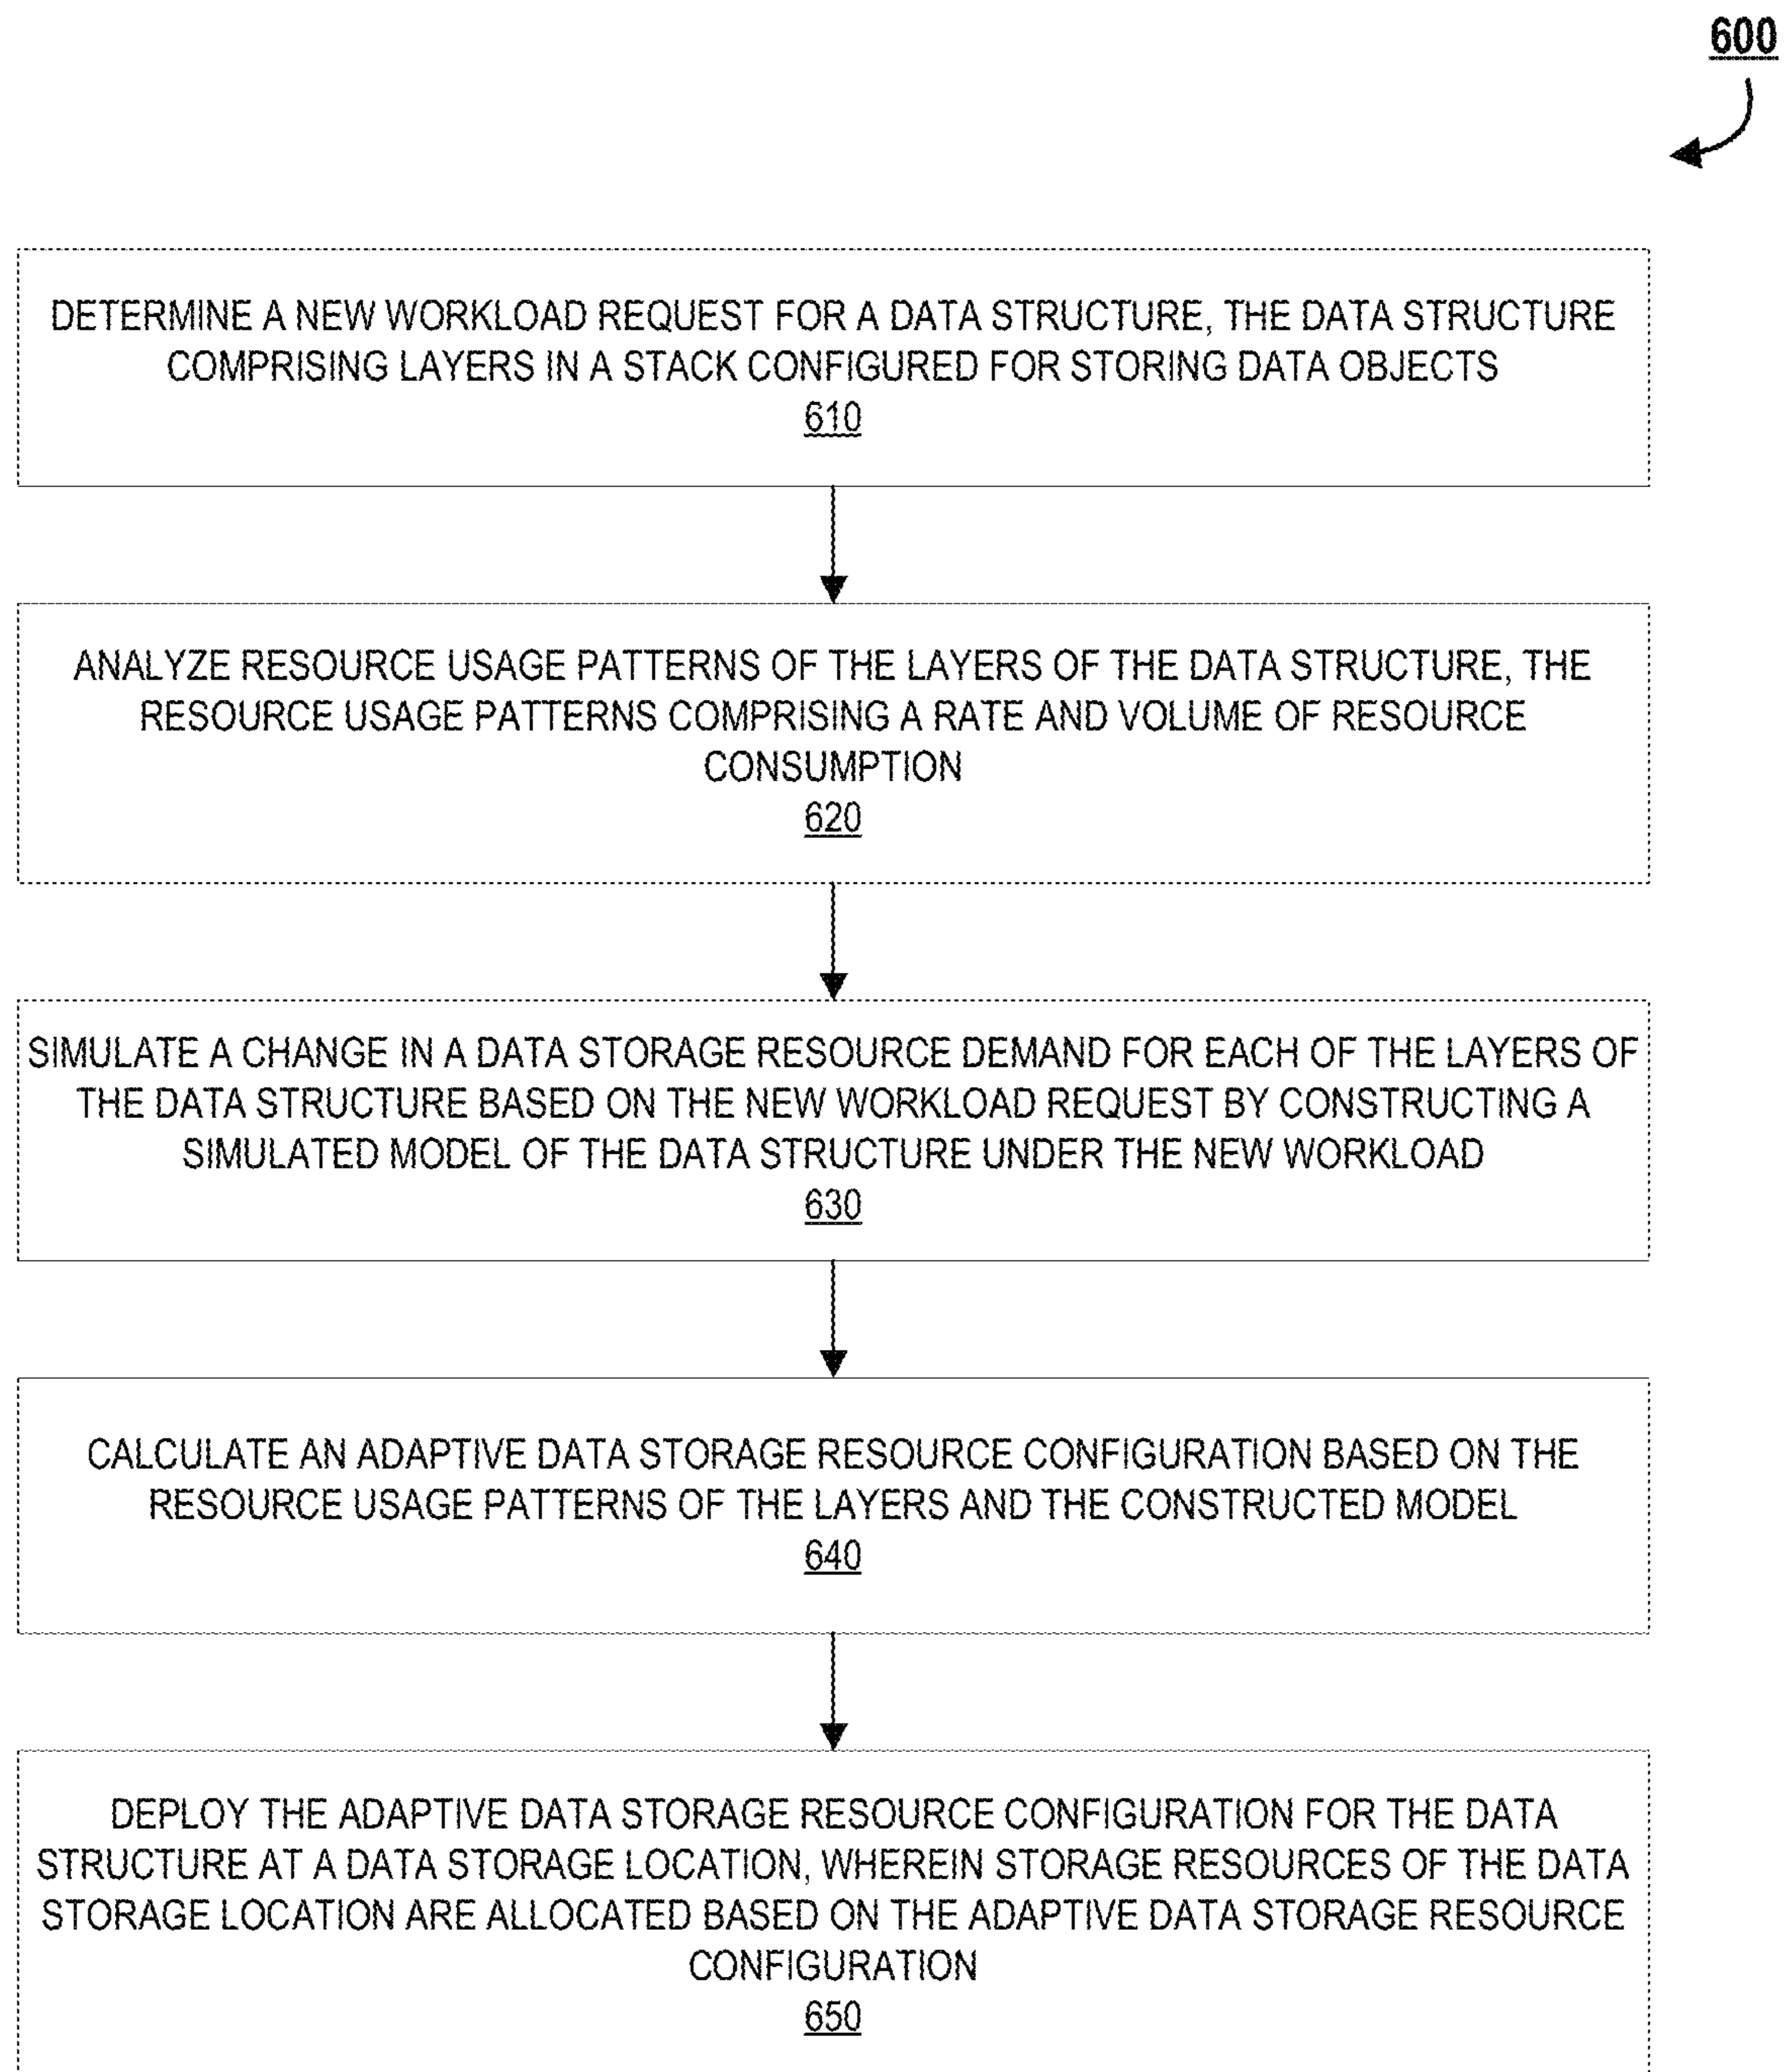 600
DETERMINE A NEW WORKLOAD REQUEST FOR A DATA STRUCTURE, THE DATA STRUCTURE
COMPRISING LAYERS IN A STACK CONFIGURED FOR STORING DATA OBJECTS
610
ANALYZE RESOURCE USAGE PATTERNS OF THE LAYERS OF THE DATA STRUCTURE, THE
RESOURCE USAGE PATTERNS COMPRISING A RATE AND VOLUME OF RESOURCE
CONSUMPTION
620
SIMULATE A CHANGE IN A DATA STORAGE RESOURCE DEMAND FOR EACH OF THE LAYERS OF
THE DATA STRUCTURE BASED ON THE NEW WORKLOAD REQUEST BY CONSTRUCTING A
SIMULATED MODEL OF THE DATA STRUCTURE UNDER THE NEW WORKLOAD
630
CALCULATE AN ADAPTIVE DATA STORAGE RESOURCE CONFIGURATION BASED ON THE
RESOURCE USAGE PATTERNS OF THE LAYERS AND THE CONSTRUCTED MODEL
640
DEPLOY THE ADAPTIVE DATA STORAGE RESOURCE CONFIGURATION FOR THE DATA
STRUCTURE AT A DATA STORAGE LOCATION, WHEREIN STORAGE RESOURCES OF THE DATA
STORAGE LOCATION ARE ALLOCATED BASED ON THE ADAPTIVE DATA STORAGE RESOURCE
CONFIGURATION
650